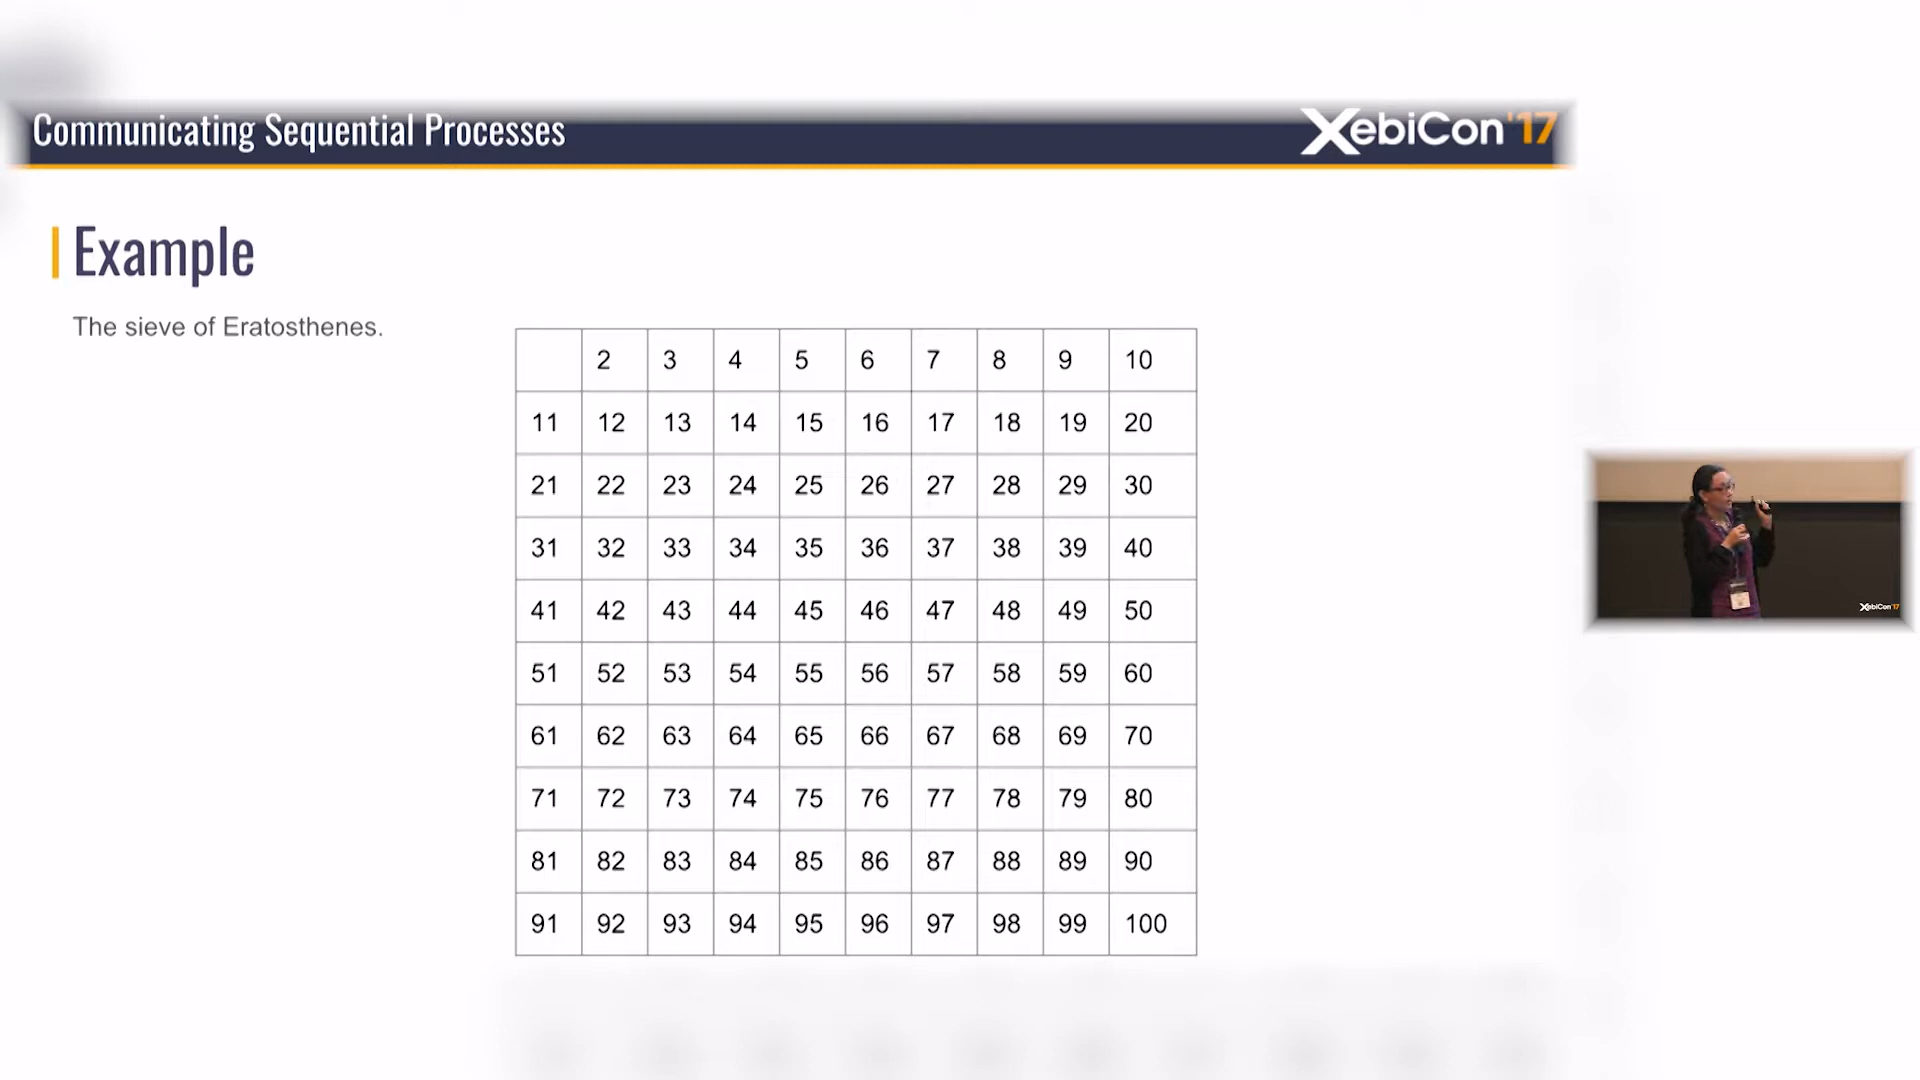 Communicating Sequential Processes
XebiCon'17
Example
The sieve of Eratosthenes.
2 3 4 5 6 7 8 9 10
11 12 13 14 15 16 17 18 19 20
21 22 23 24 25 26 27 28 29 30
31 32 33 34 35 36 37 38 39 40
41 42 43 44 45 46 47 48 49 50
51 52 53 54 55 56 57 58 59 60
61 62 63 64 65 66 67 68 69 70
71 72 73 74 75 76 77 78 79 80
81 82 83 84 85 86 87 88 89 90
91 92 93 94 95 96 97 98 99 100
XebiCon'17